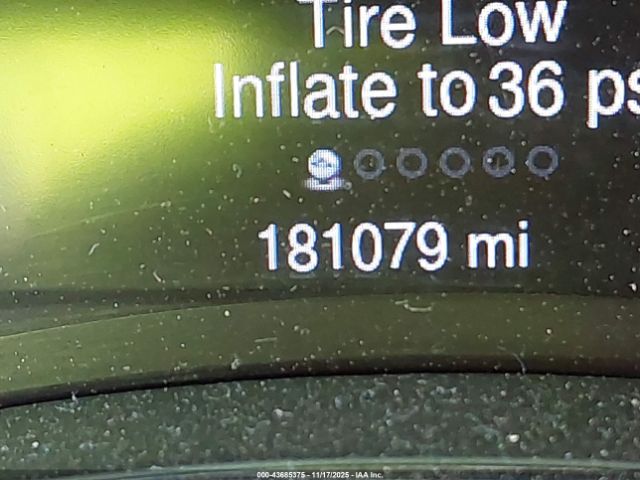 Tire Low
Inflate to 36 ps
181079 mi
000-43685375 - 11/17/2025 - IAA Inc.